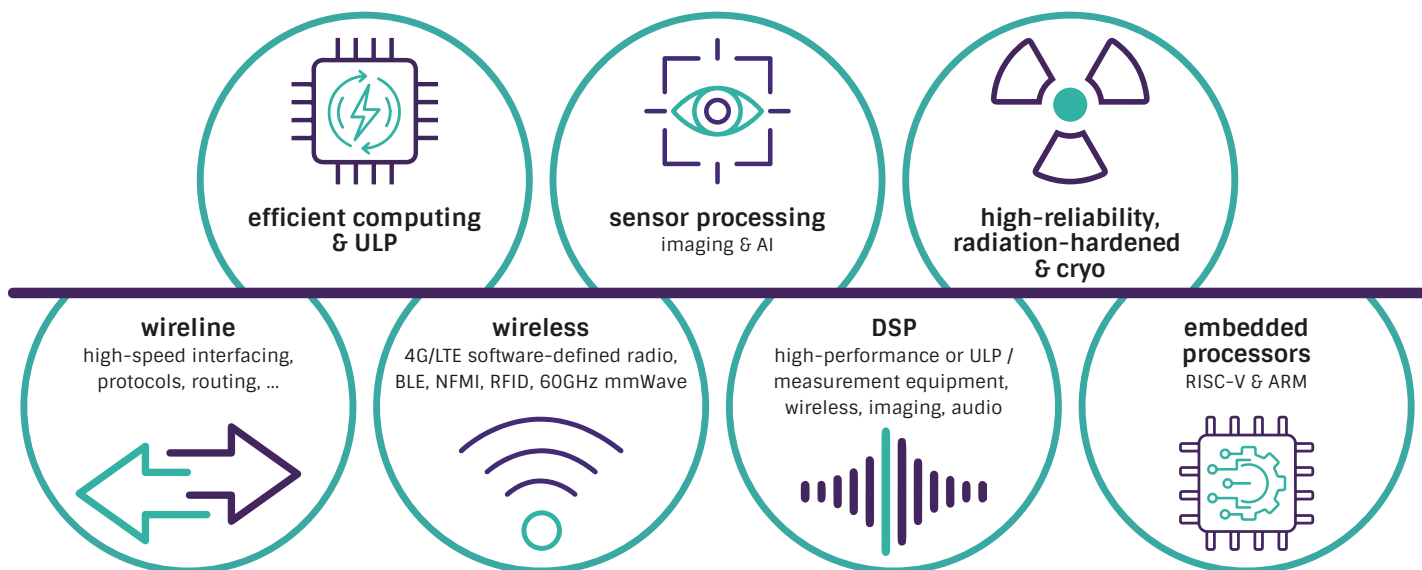 efficient computing
& ULP
sensor processing
imaging & AI
high-reliability,
radiation-hardened
& cryo
wireline
high-speed interfacing,
protocols, routing, ...
wireless
4G/LTE software-defined radio,
BLE, NFMI, RFID, 60GHz mmWave
DSP
high-performance or ULP /
measurement equipment,
wireless, imaging, audio
embedded
processors
RISC-V & ARM